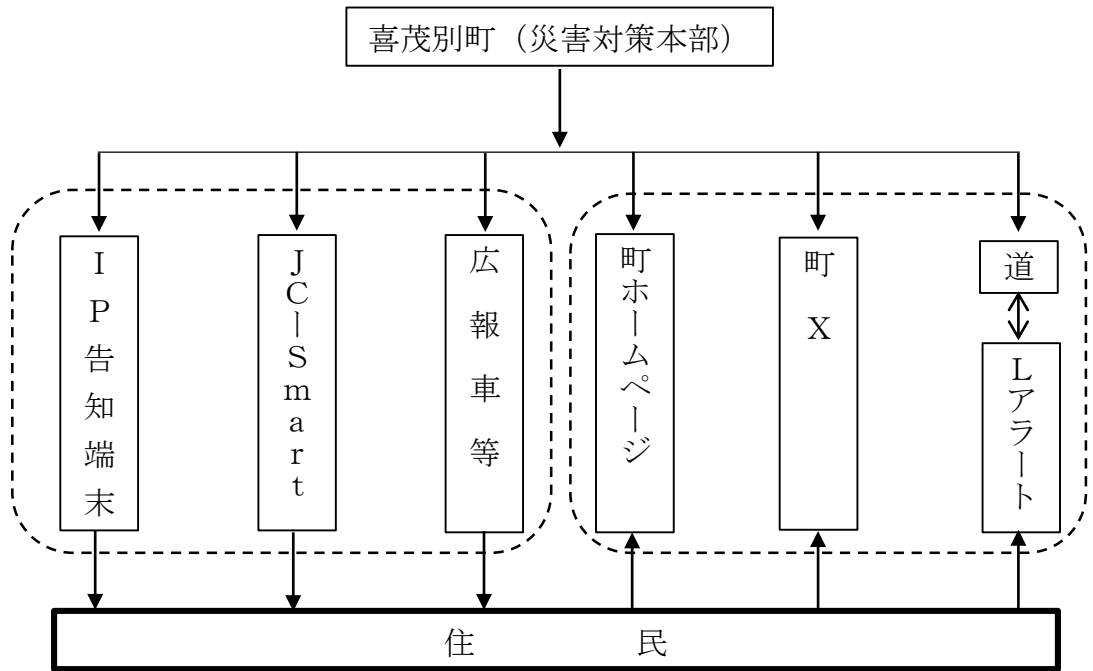 喜茂別町（災害対策本部）
ＩＰ告知端末
ＪＣ－Ｓｍａｒｔ
広報車等
町ホームページ
町Ｘ
道
Ｌアラート
住民